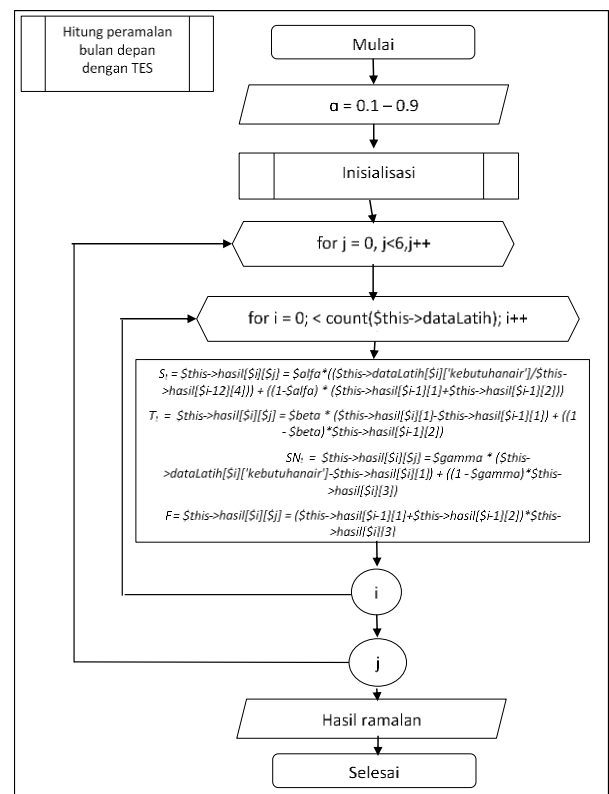 Hitung peramalan
bulan depan
dengan TES
Mulai
α = 0.1 – 0.9
Inisialisasi
for j = 0, j<6,j++
for i = 0; < count($this->dataLatih); i++
Sₜ = $this->hasil[$i][$j] = $alfa*(($this->dataLatih[$i]['kebutuhanair']/$this-
>hasil[$i-12][4])) + ((1-$alfa) * ($this->hasil[$i-1][1]+$this->hasil[$i-1][2]))
Tₜ = $this->hasil[$i][$j] = $beta * ($this->hasil[$i][1]-$this->hasil[$i-1][1]) + ((1
- $beta)*$this->hasil[$i-1][2])
SNₜ = $this->hasil[$i][$j] = $gamma * ($this-
>dataLatih[$i]['kebutuhanair']-$this->hasil[$i][1]) + ((1 - $gamma)*$this-
>hasil[$i][3])
F= $this->hasil[$i][$j] = ($this->hasil[$i-1][1]+$this->hasil[$i-1][2])*$this-
>hasil[$i][3]
i
j
Hasil ramalan
Selesai